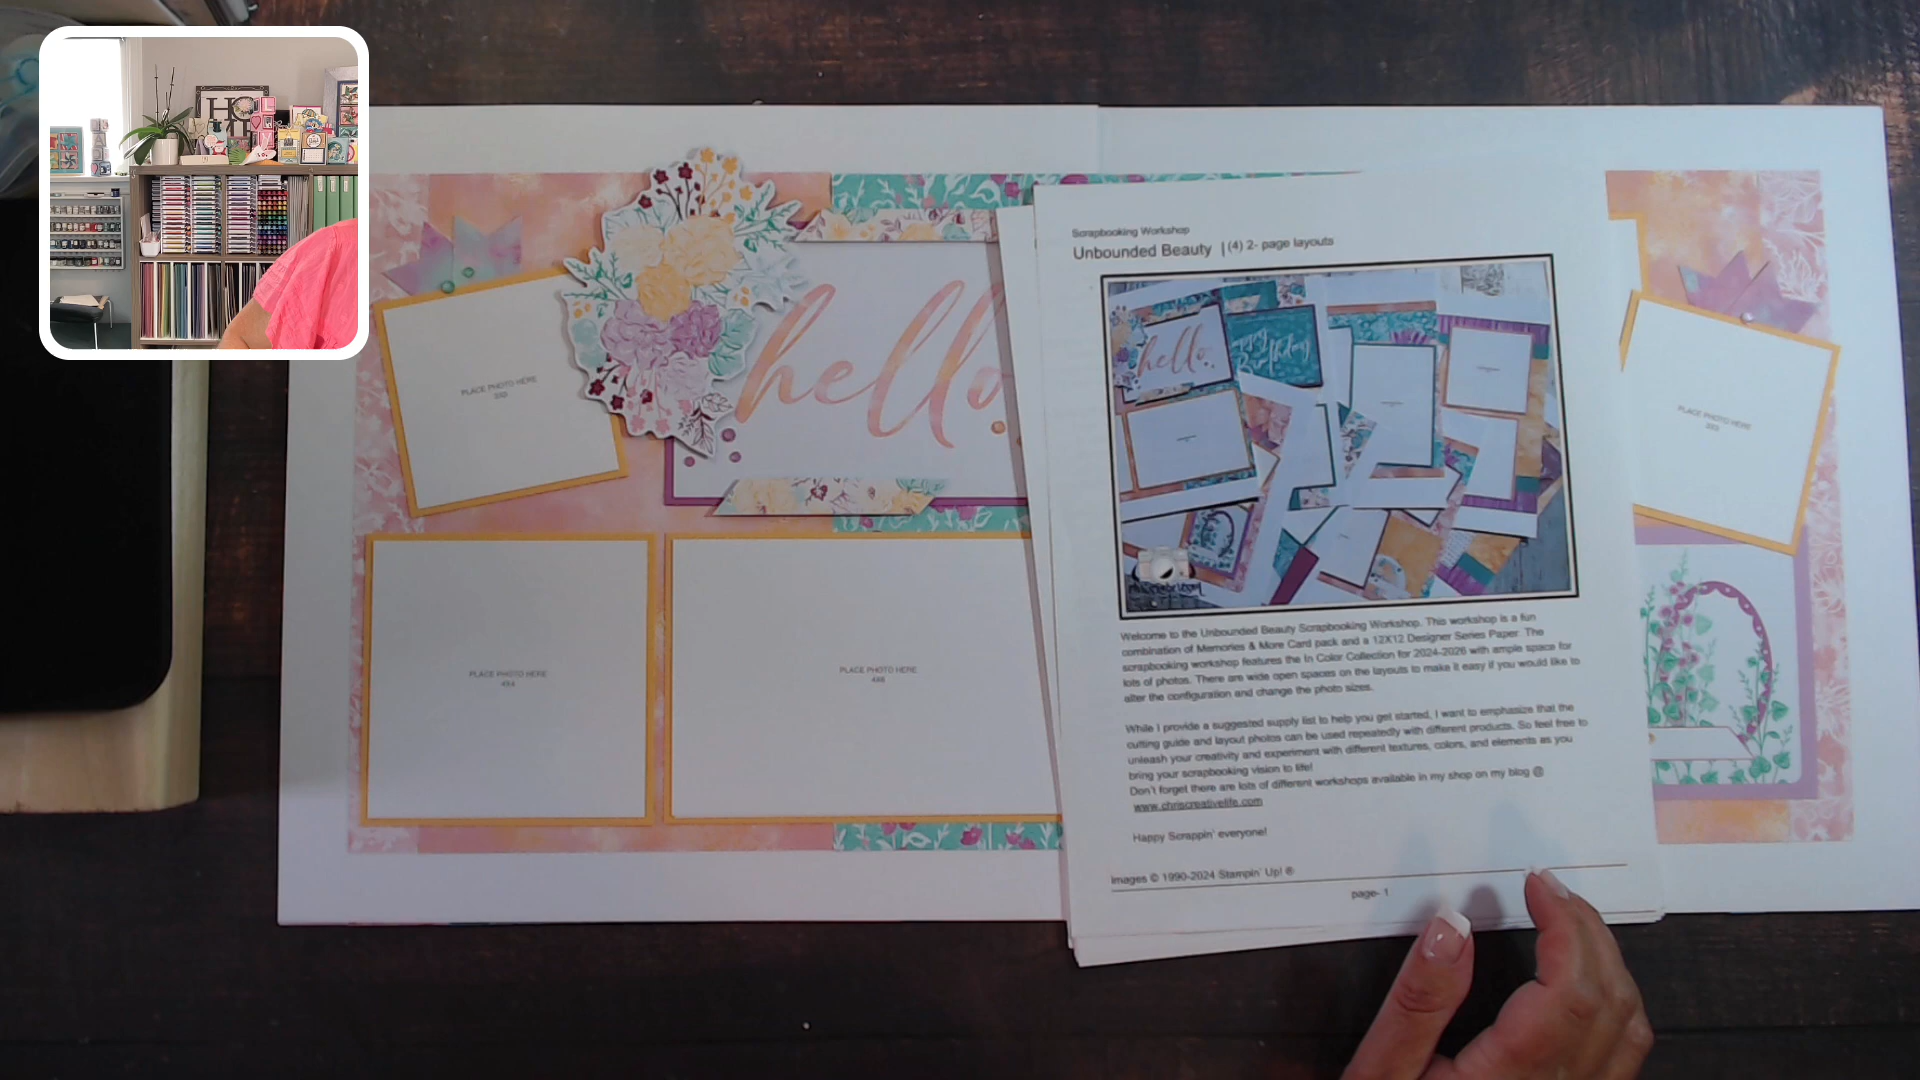 PLACE PHOTO HERE
3X3
hello.
PLACE PHOTO HERE
4X4
PLACE PHOTO HERE
4X6
Scrapbooking Workshop
Unbounded Beauty | (4) 2- page layouts
hello.
Happy
Birthday
Welcome to the Unbounded Beauty Scrapbooking Workshop. This workshop is a fun
combination of Memories & More Card pack and a 12X12 Designer Series Paper. The
scrapbooking workshop features the In Color Collection for 2024-2026 with ample space for
lots of photos. There are wide open spaces on the layouts to make it easy if you would like to
alter the configuration and change the photo sizes.
While I provide a suggested supply list to help you get started, I want to emphasize that the
cutting guide and layout photos can be used repeatedly with different products. So feel free to
unleash your creativity and experiment with different textures, colors, and elements as you
bring your scrapbooking vision to life!
Don't forget there are lots of different workshops available in my shop on my blog @
www.chriscreativelife.com
Happy Scrappin' everyone!
Images © 1990-2024 Stampin' Up! ®
page- 1
PLACE PHOTO HERE
3X3